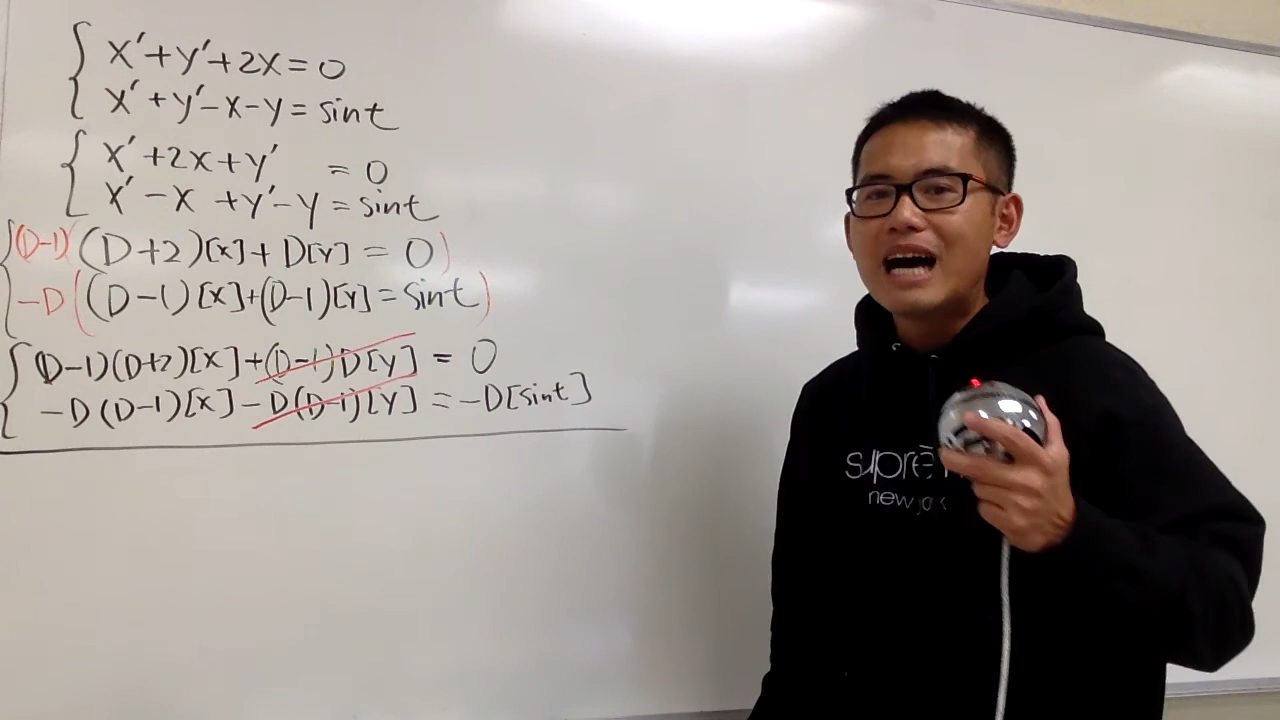 x′+y′+2x=0
x′+y′-x-y=sint
x′+2x+y′ =0
x′-x +y′-y=sint
(D-1)((D+2)[x]+D[y]=0)
-D((D-1)[x]+(D-1)[y]=sint)
(D-1)(D+2)[x]+(D-1)D[y] = 0
-D(D-1)[x]-D(D-1)[y]=-D[sint]
new york